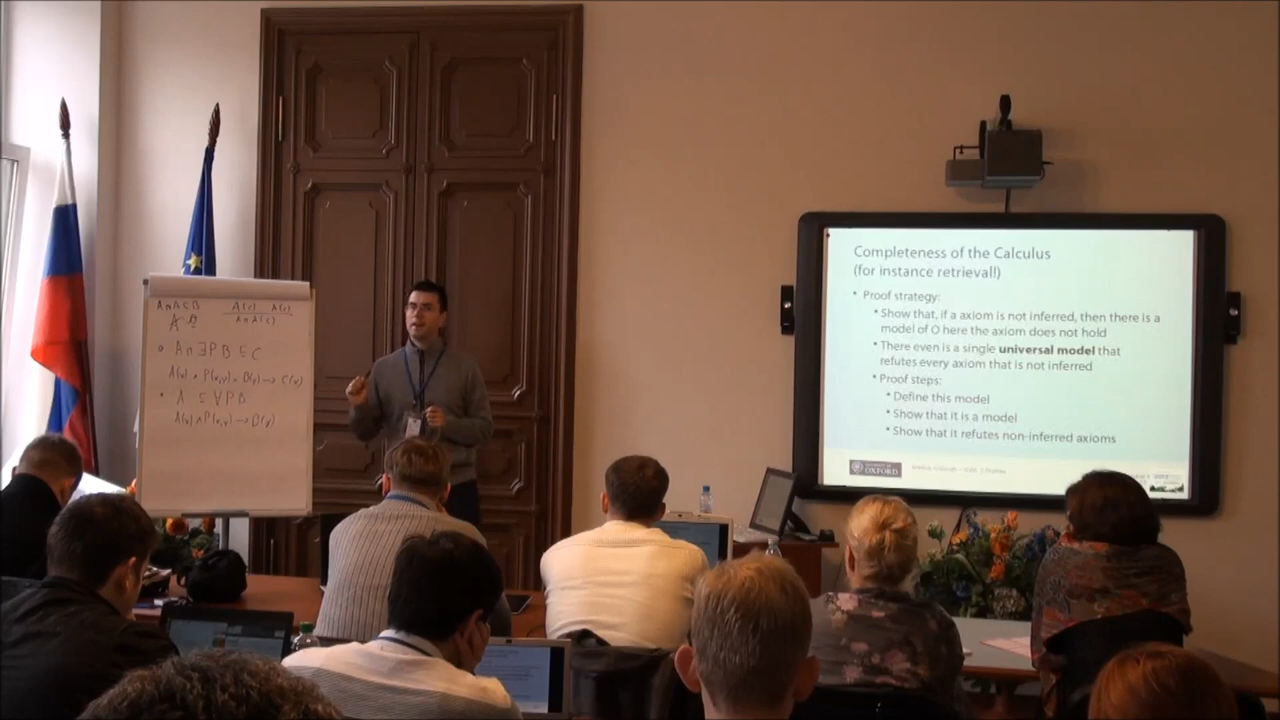 A⊓A⊑B
A(c) A(c)
A⊓A(c)
A⊓∃P.B⊑C
A(x)∧P(x,y)∧B(y)→C(x)
• A ⊑ ∀P.B
A(x)∧P(x,y)→B(y)
Completeness of the Calculus
(for instance retrieval!)
• Proof strategy:
• Show that, if a axiom is not inferred, then there is a
model of O here the axiom does not hold
• There even is a single universal model that
refutes every axiom that is not inferred
• Proof steps:
• Define this model
• Show that it is a model
• Show that it refutes non-inferred axioms
UNIVERSITY OF
OXFORD